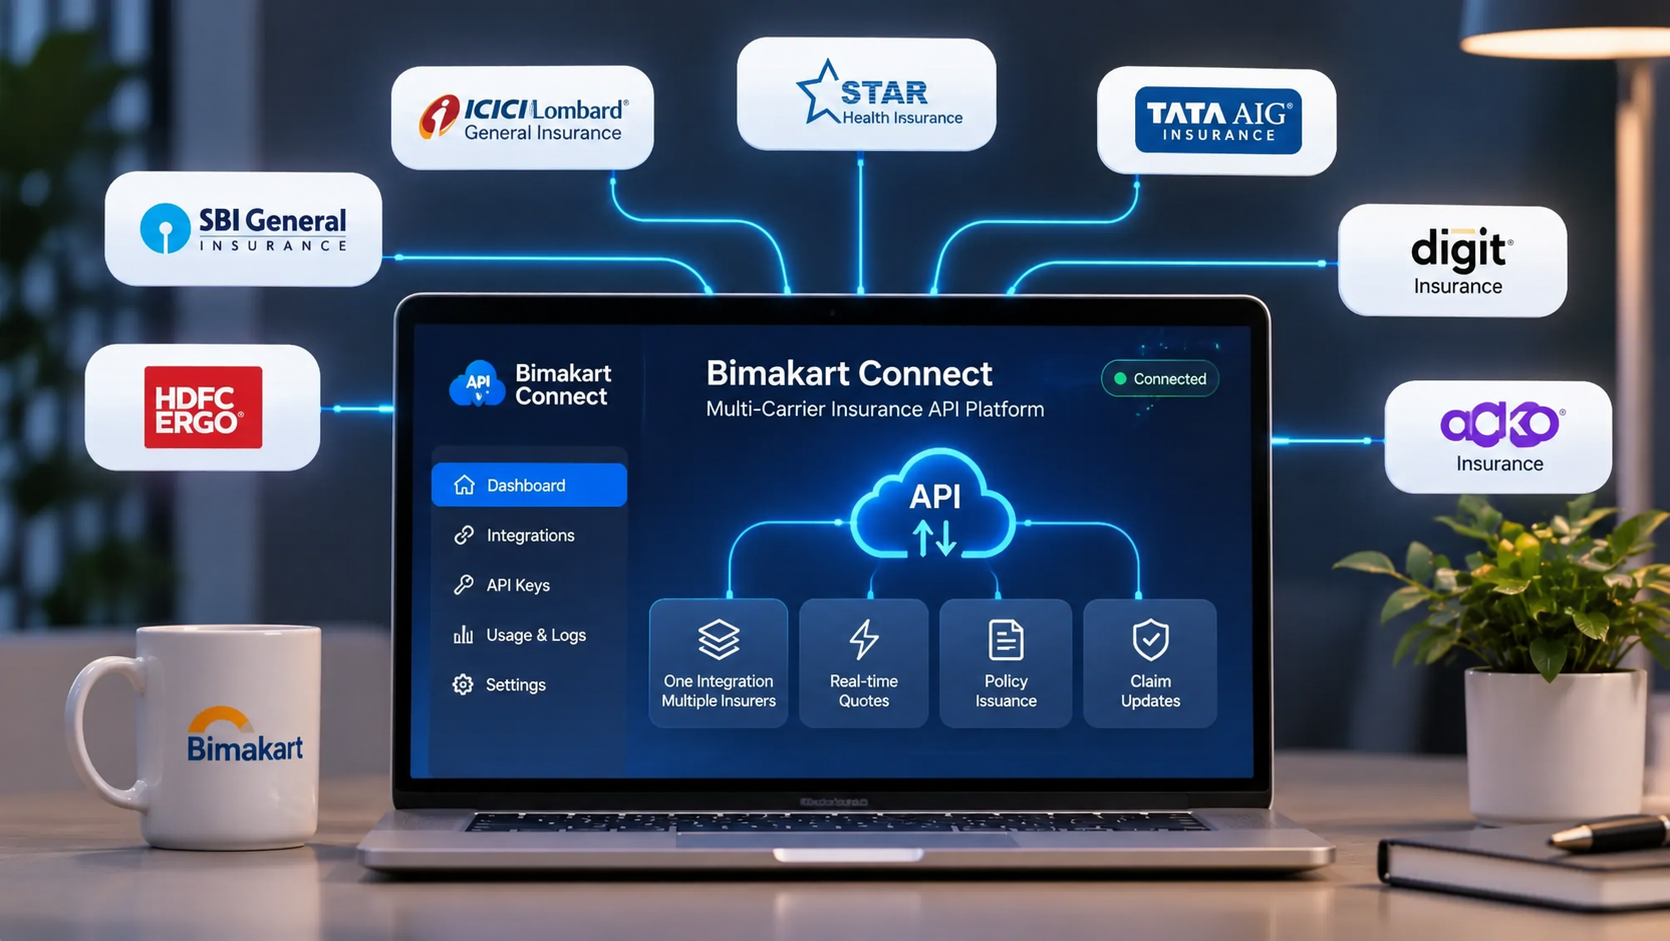 ICICI Lombard®
General Insurance
STAR
Health Insurance
TATA AIG®
INSURANCE
SBI General
INSURANCE
digit®
Insurance
HDFC
ERGO®
acko®
Insurance
API
Bimakart
Connect
Bimakart Connect
Multi-Carrier Insurance API Platform
Connected
Dashboard
Integrations
API Keys
Usage & Logs
Settings
API
One Integration
Multiple Insurers
Real-time
Quotes
Policy
Issuance
Claim
Updates
Bimakart